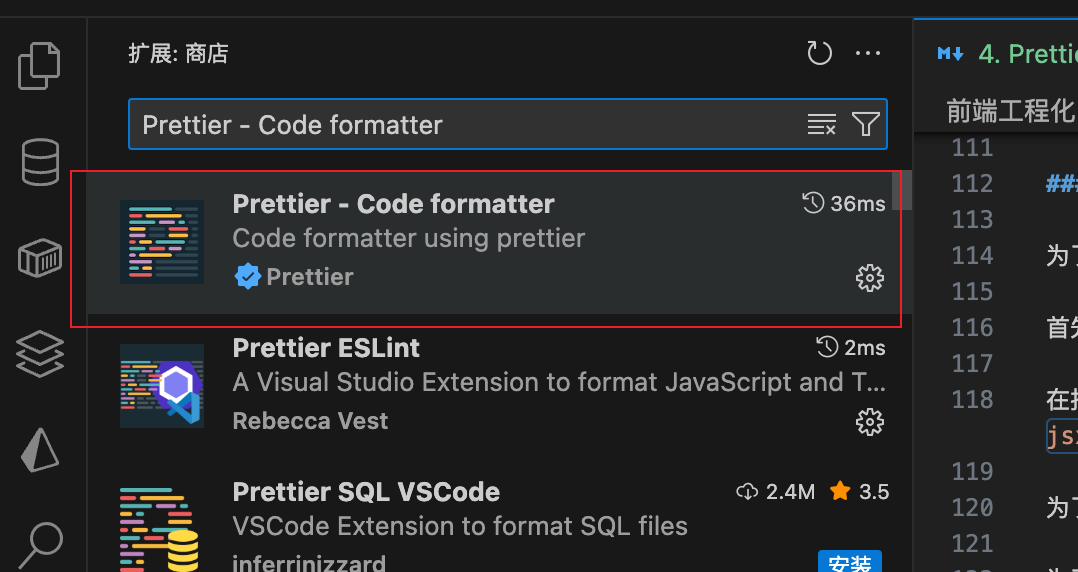 扩展: 商店
Prettier - Code formatter
Prettier - Code formatter
36ms
Code formatter using prettier
Prettier
Prettier ESLint
2ms
A Visual Studio Extension to format JavaScript and T...
Rebecca Vest
Prettier SQL VSCode
2.4M
3.5
VSCode Extension to format SQL files
inferrinizzard
安装
4. Prettie
前端工程化
111
112 ###
113
114 为了
115
116 首先
117
118 在
jsx
119
120 为了
121